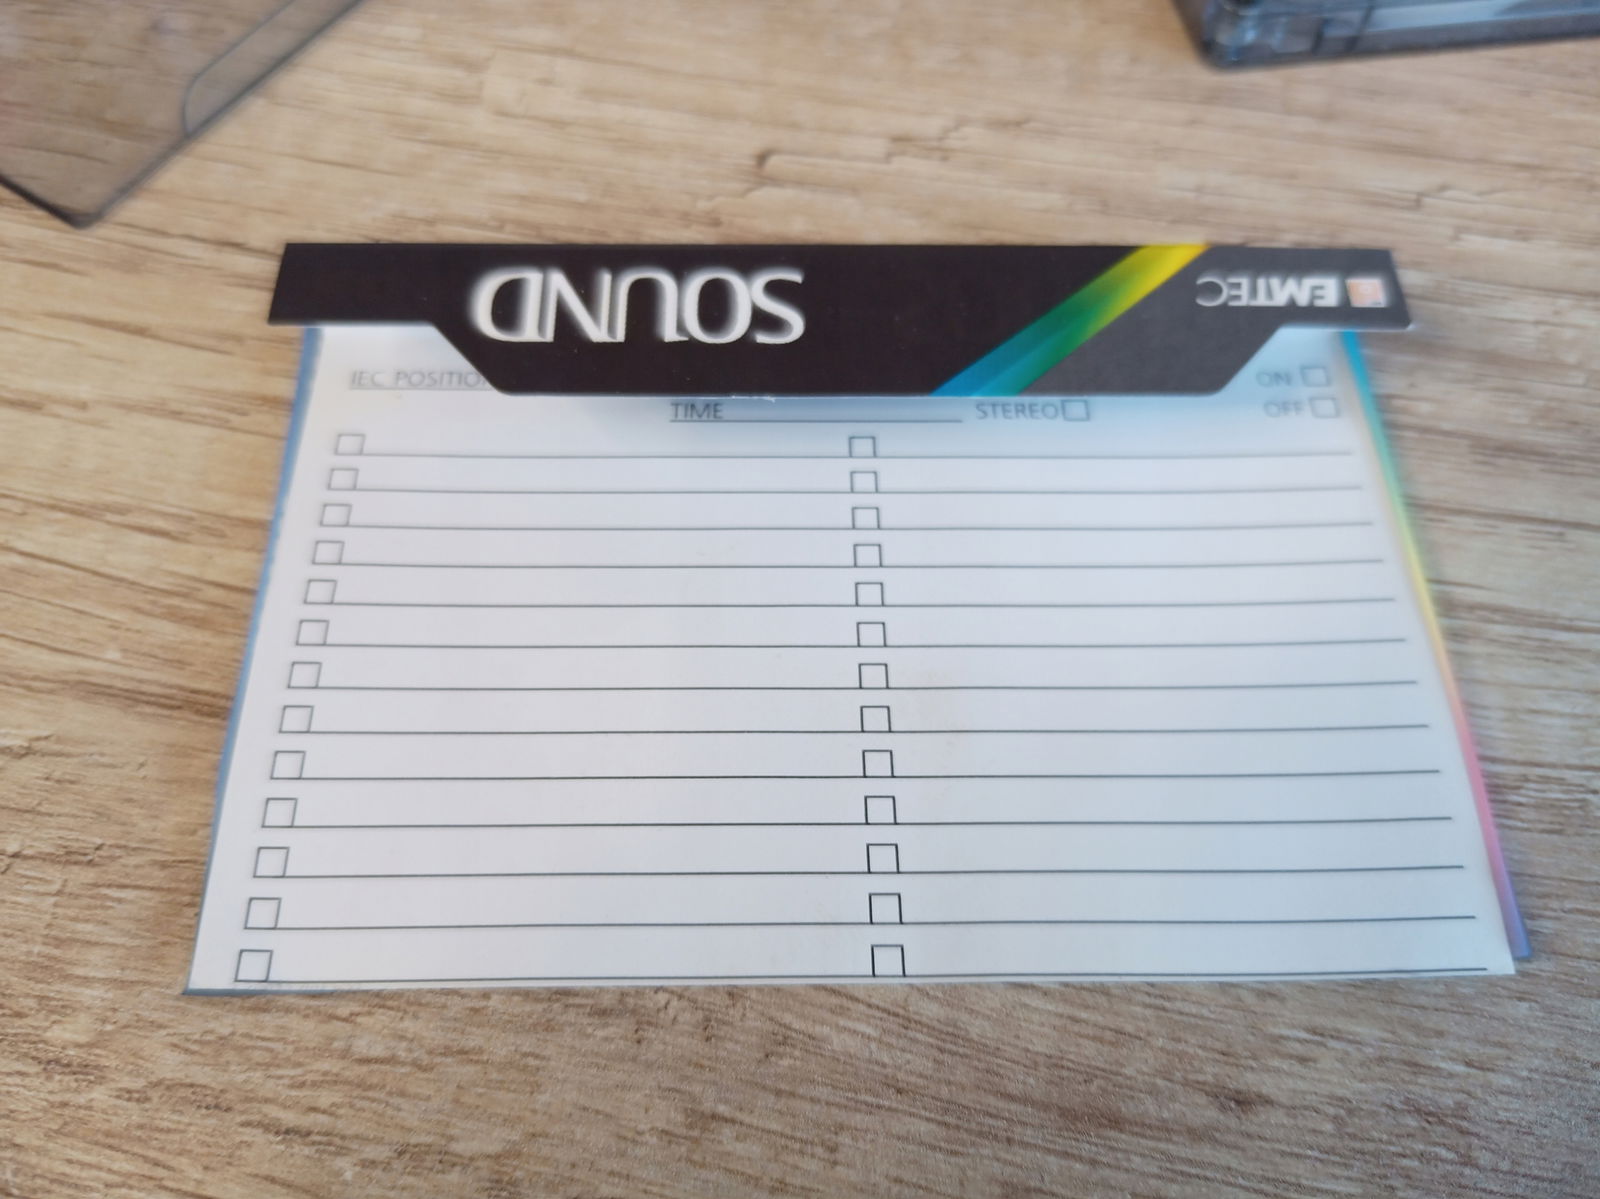 SOUND EMTEC
IEC POSITION ON
TIME STEREO OFF